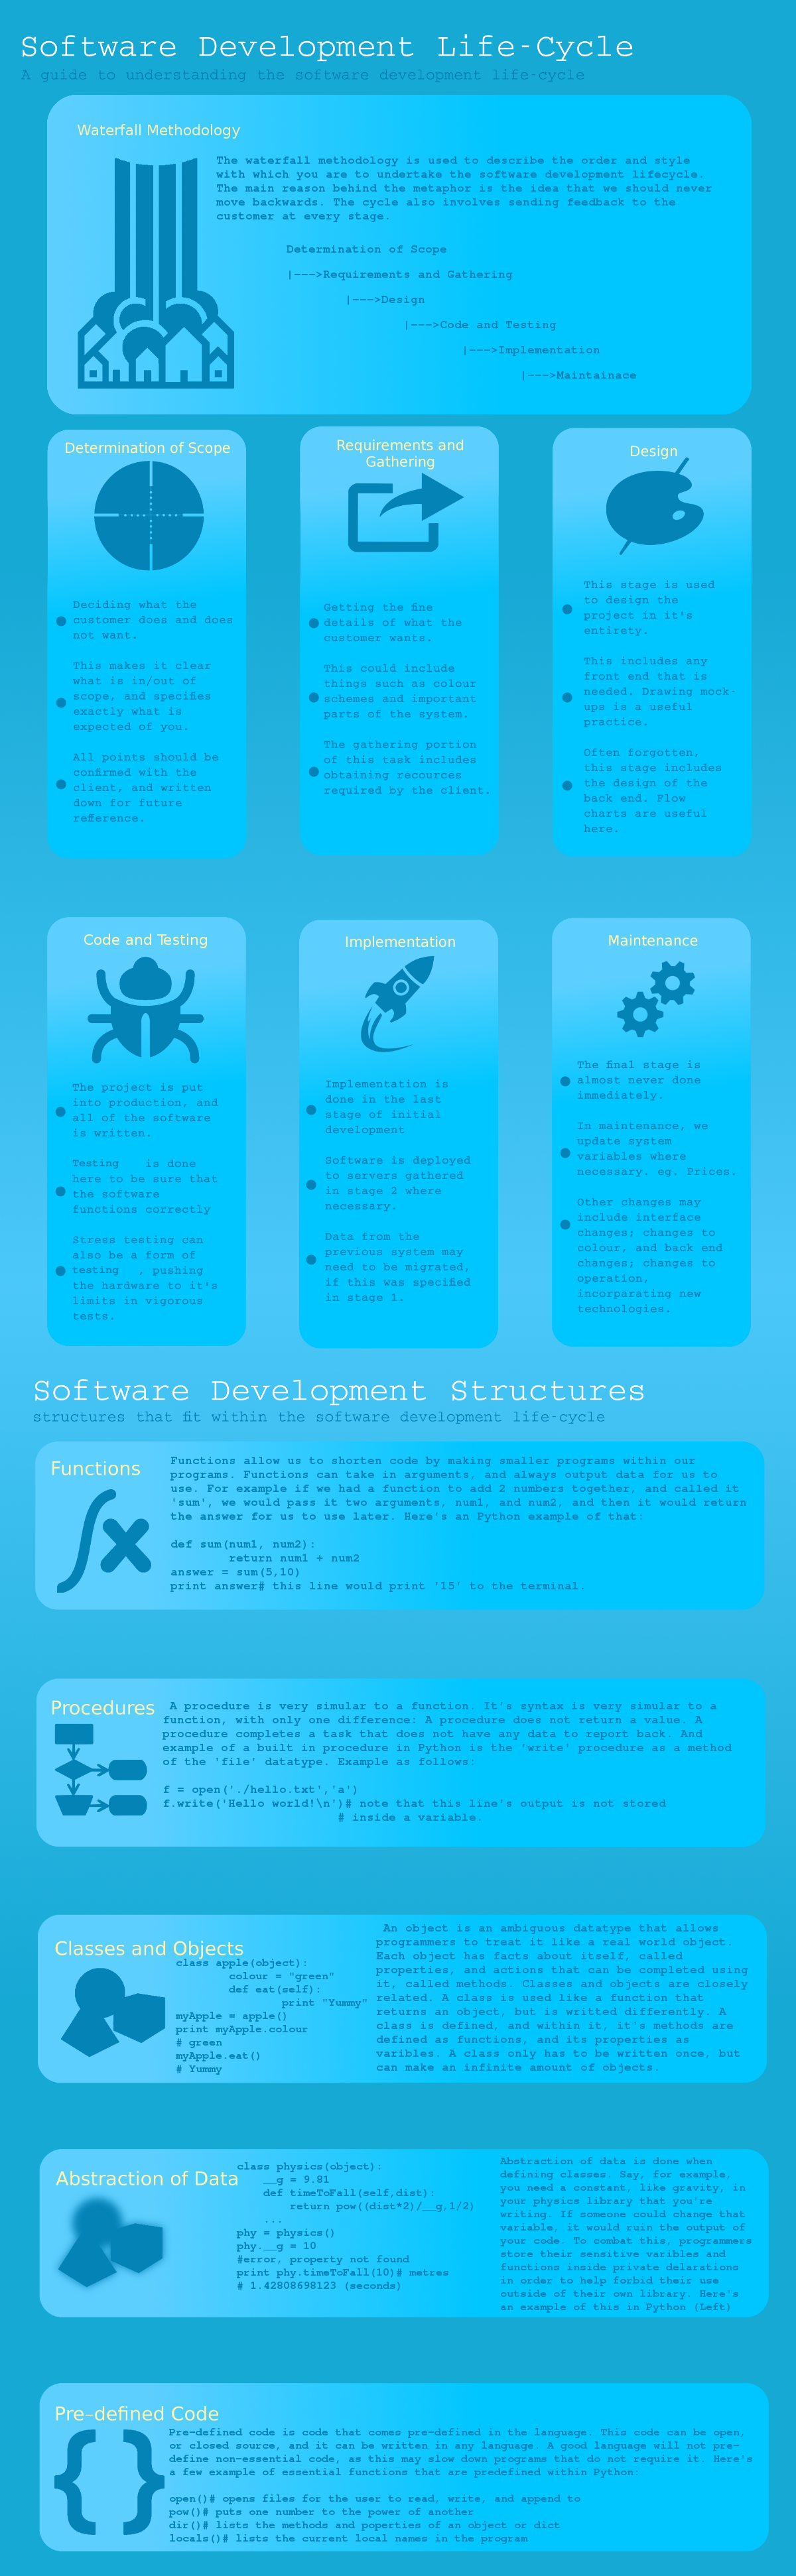 Software Development Life-Cycle
A guide to understanding the software development life-cycle
Waterfall Methodology
The waterfall methodology is used to describe the order and style
with which you are to undertake the software development lifecycle.
The main reason behind the metaphor is the idea that we should never
move backwards. The cycle also involves sending feedback to the
customer at every stage.
Determination of Scope
|--->Requirements and Gathering
|--->Design
|--->Code and Testing
|--->Implementation
|--->Maintainace
Determination of Scope
Deciding what the
customer does and does
not want.
This makes it clear
what is in/out of
scope, and specifies
exactly what is
expected of you.
All points should be
confirmed with the
client, and written
down for future
refference.
Requirements and
Gathering
Getting the fine
details of what the
customer wants.
This could include
things such as colour
schemes and important
parts of the system.
The gathering portion
of this task includes
obtaining recources
required by the client.
Design
This stage is used
to design the
project in it's
entirety.
This includes any
front end that is
needed. Drawing mock-
ups is a useful
practice.
Often forgotten,
this stage includes
the design of the
back end. Flow
charts are useful
here.
Code and Testing
The project is put
into production, and
all of the software
is written.
Testing is done
here to be sure that
the software
functions correctly
Stress testing can
also be a form of
testing , pushing
the hardware to it's
limits in vigorous
tests.
Implementation
Implementation is
done in the last
stage of initial
development
Software is deployed
to servers gathered
in stage 2 where
necessary.
Data from the
previous system may
need to be migrated,
if this was specified
in stage 1.
Maintenance
The final stage is
almost never done
immediately.
In maintenance, we
update system
variables where
necessary. eg. Prices.
Other changes may
include interface
changes; changes to
colour, and back end
changes; changes to
operation,
incorparating new
technologies.
Software Development Structures
structures that fit within the software development life-cycle
Functions
Functions allow us to shorten code by making smaller programs within our
programs. Functions can take in arguments, and always output data for us to
use. For example if we had a function to add 2 numbers together, and called it
'sum', we would pass it two arguments, num1, and num2, and then it would return
the answer for us to use later. Here's an Python example of that:
def sum(num1, num2):
return num1 + num2
answer = sum(5,10)
print answer# this line would print '15' to the terminal.
Procedures
A procedure is very simular to a function. It's syntax is very simular to a
function, with only one difference: A procedure does not return a value. A
procedure completes a task that does not have any data to report back. And
example of a built in procedure in Python is the 'write' procedure as a method
of the 'file' datatype. Example as follows:
f = open('./hello.txt','a')
f.write('Hello world!\n')# note that this line's output is not stored
# inside a variable.
Classes and Objects
class apple(object):
colour = "green"
def eat(self):
print "Yummy"
myApple = apple()
print myApple.colour
# green
myApple.eat()
# Yummy
An object is an ambiguous datatype that allows
programmers to treat it like a real world object.
Each object has facts about itself, called
properties, and actions that can be completed using
it, called methods. Classes and objects are closely
related. A class is used like a function that
returns an object, but is writted differently. A
class is defined, and within it, it's methods are
defined as functions, and its properties as
varibles. A class only has to be written once, but
can make an infinite amount of objects.
Abstraction of Data
class physics(object):
__g = 9.81
def timeToFall(self,dist):
return pow((dist*2)/__g,1/2)
...
phy = physics()
phy.__g = 10
#error, property not found
print phy.timeToFall(10)# metres
# 1.42808698123 (seconds)
Abstraction of data is done when
defining classes. Say, for example,
you need a constant, like gravity, in
your physics library that you're
writing. If someone could change that
variable, it would ruin the output of
your code. To combat this, programmers
store their sensitive varibles and
functions inside private delarations
in order to help forbid their use
outside of their own library. Here's
an example of this in Python (Left)
Pre-defined Code
Pre-defined code is code that comes pre-defined in the language. This code can be open,
or closed source, and it can be written in any language. A good language will not pre-
define non-essential code, as this may slow down programs that do not require it. Here's
a few example of essential functions that are predefined within Python:
open()# opens files for the user to read, write, and append to
pow()# puts one number to the power of another
dir()# lists the methods and poperties of an object or dict
locals()# lists the current local names in the program